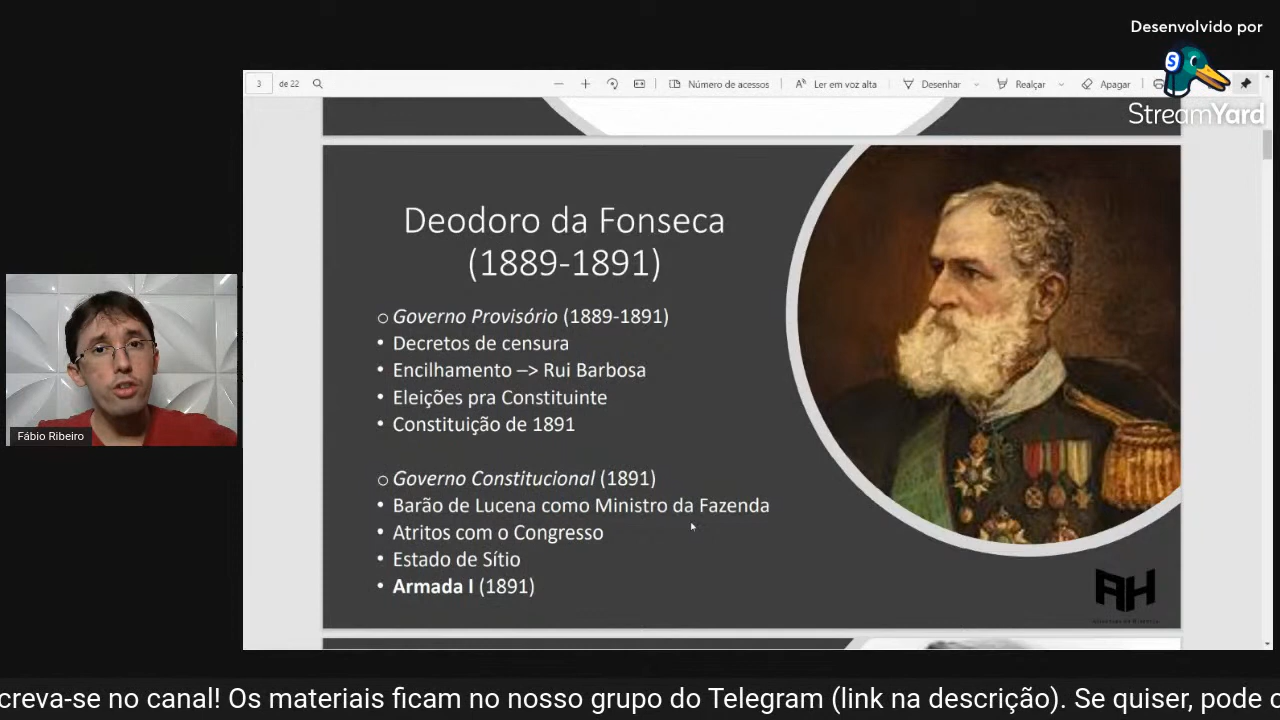 Desenvolvido por
StreamYard
3 de 22
Número de acessos
Ler em voz alta
Desenhar
Realçar
Apagar
Deodoro da Fonseca
(1889-1891)
Governo Provisório (1889-1891)
• Decretos de censura
• Encilhamento –> Rui Barbosa
• Eleições pra Constituinte
• Constituição de 1891
Governo Constitucional (1891)
• Barão de Lucena como Ministro da Fazenda
• Atritos com o Congresso
• Estado de Sítio
• Armada I (1891)
AH
Fábio Ribeiro
creva-se no canal! Os materiais ficam no nosso grupo do Telegram (link na descrição). Se quiser, pode